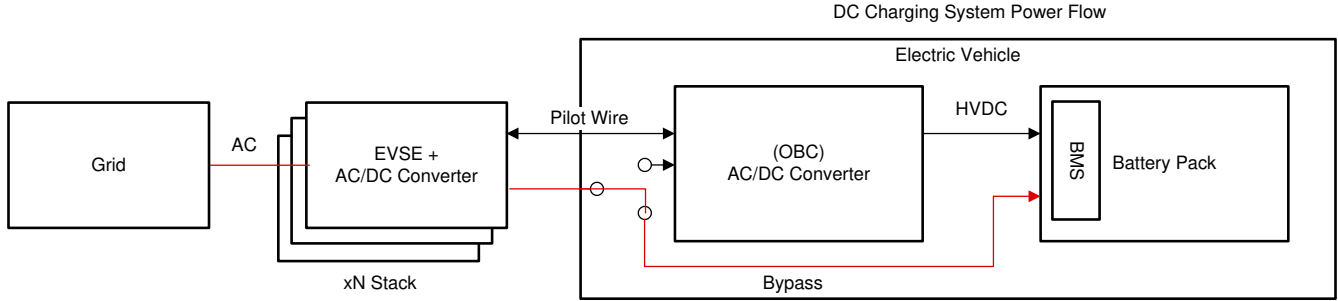 DC Charging System Power Flow
Electric Vehicle
Grid
AC
EVSE +
AC/DC Converter
xN Stack
Pilot Wire
(OBC)
AC/DC Converter
HVDC
BMS
Battery Pack
Bypass